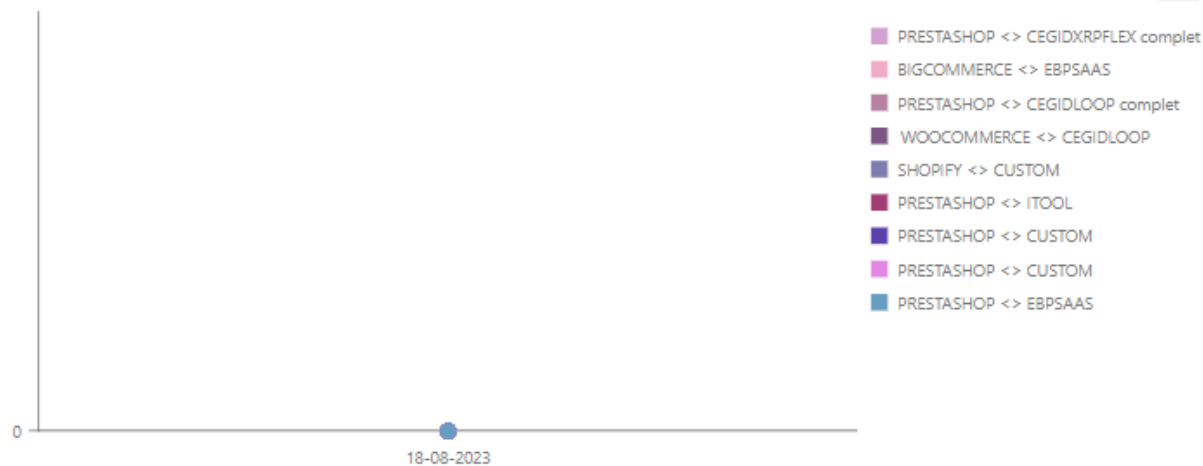 PRESTASHOP <> CEGIDXRPFLEX complet
BIGCOMMERCE <> EBPSAAS
PRESTASHOP <> CEGIDLOOP complet
WOOCOMMERCE <> CEGIDLOOP
SHOPIFY <> CUSTOM
PRESTASHOP <> ITOOL
PRESTASHOP <> CUSTOM
PRESTASHOP <> CUSTOM
PRESTASHOP <> EBPSAAS
0
18-08-2023